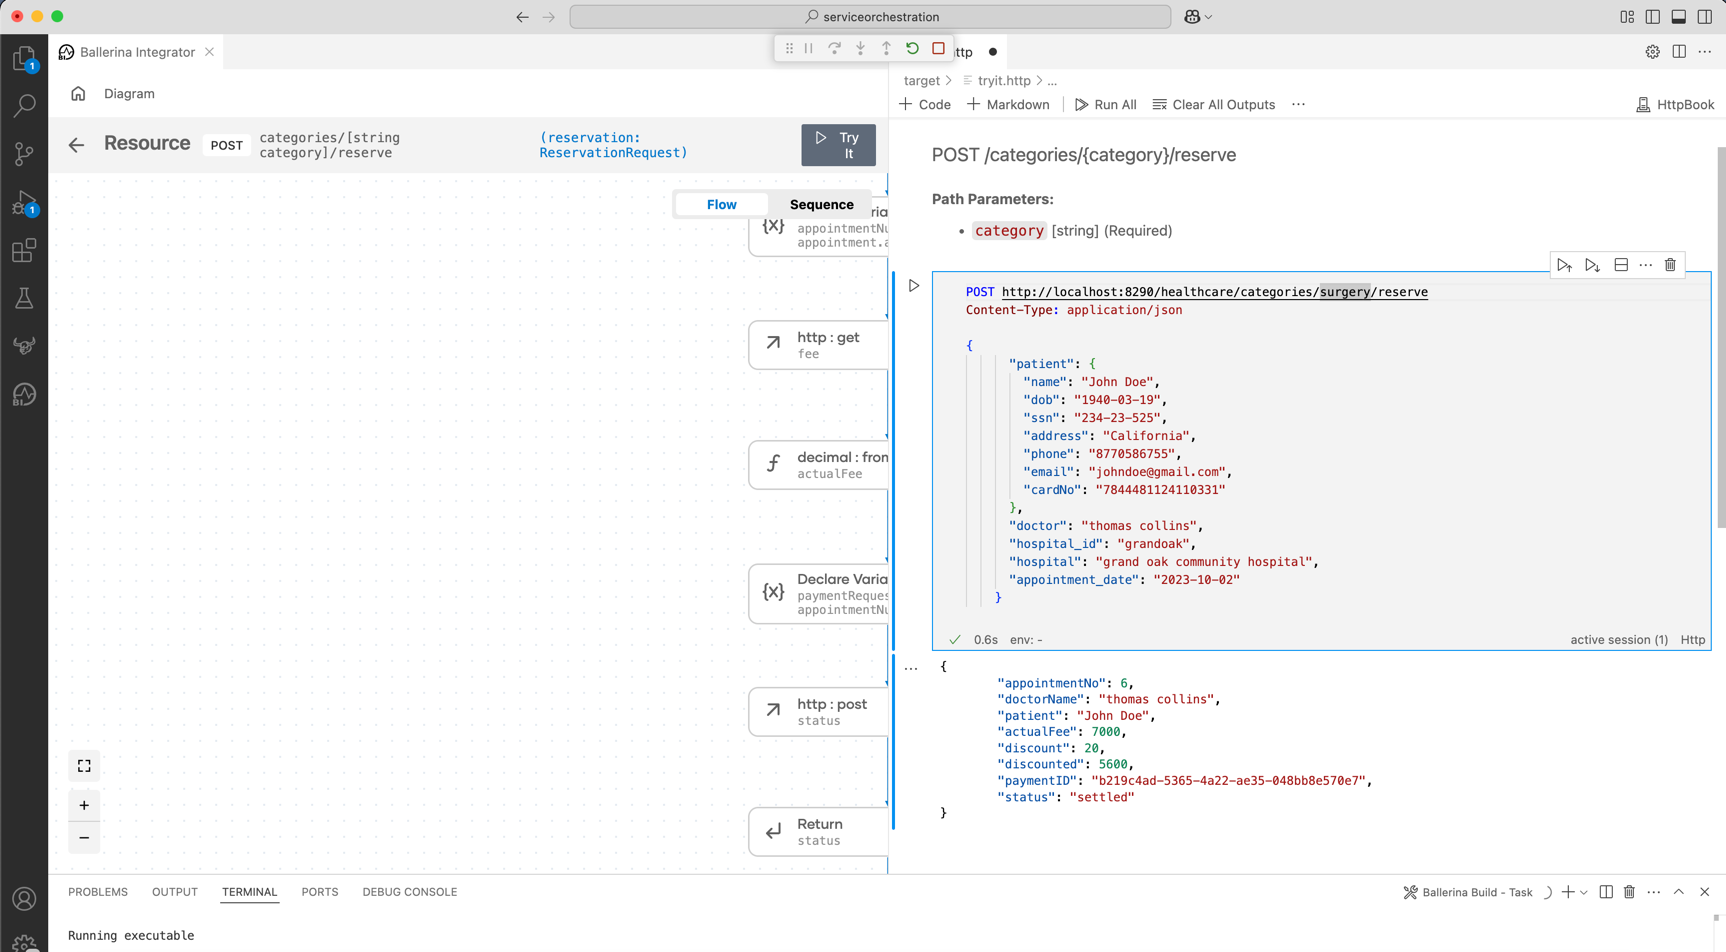 serviceorchestration
Ballerina Integrator
http
Diagram
Resource
POST
categories/[string
category]/reserve
(reservation:
ReservationRequest)
Try
It
Flow
Sequence
appointmentNu
appointment.a
http : get
fee
decimal : from
actualFee
Declare Varia
paymentReques
appointmentNu
http : post
status
Return
status
target > tryit.http > ...
+ Code + Markdown Run All Clear All Outputs ... HttpBook
POST /categories/{category}/reserve
Path Parameters:
• category [string] (Required)
POST http://localhost:8290/healthcare/categories/surgery/reserve
Content-Type: application/json
{
"patient": {
"name": "John Doe",
"dob": "1940-03-19",
"ssn": "234-23-525",
"address": "California",
"phone": "8770586755",
"email": "johndoe@gmail.com",
"cardNo": "7844481124110331"
},
"doctor": "thomas collins",
"hospital_id": "grandoak",
"hospital": "grand oak community hospital",
"appointment_date": "2023-10-02"
}
0.6s env: - active session (1) Http
... {
"appointmentNo": 6,
"doctorName": "thomas collins",
"patient": "John Doe",
"actualFee": 7000,
"discount": 20,
"discounted": 5600,
"paymentID": "b219c4ad-5365-4a22-ae35-048bb8e570e7",
"status": "settled"
}
PROBLEMS OUTPUT TERMINAL PORTS DEBUG CONSOLE
Ballerina Build - Task
Running executable